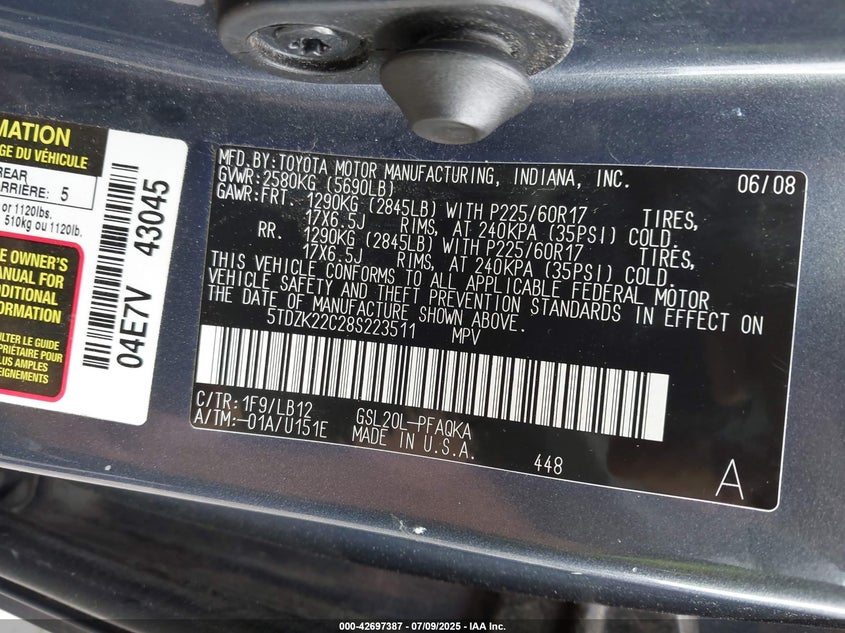 MATION
GE DU VÉHICULE
REAR
ARRIÈRE: 5
or 1120lbs.
510kg ou 1120lb.
E OWNER'S
ANUAL FOR
DDITIONAL
FORMATION
ULTER LE GUIDE
PRIÉTAIRE POUR
LUS AMPLES
EIGNEMENTS
04E7V 43045
MFD. BY: TOYOTA MOTOR MANUFACTURING, INDIANA, INC. 06/08
GVWR: 2580KG (5690LB)
GAWR: FRT. 1290KG (2845LB) WITH P225/60R17 TIRES,
17X6.5J RIMS, AT 240KPA (35PSI) COLD.
RR. 1290KG (2845LB) WITH P225/60R17 TIRES,
17X6.5J RIMS, AT 240KPA (35PSI) COLD.
THIS VEHICLE CONFORMS TO ALL APPLICABLE FEDERAL MOTOR
VEHICLE SAFETY AND THEFT PREVENTION STANDARDS IN EFFECT ON
THE DATE OF MANUFACTURE SHOWN ABOVE.
5TDZK22C28S223511 MPV
C/TR: 1F9/LB12 GSL20L-PFAQKA
A/TM: -01A/U151E MADE IN U.S.A. 448
A
000-42697387 - 07/09/2025 - IAA Inc.